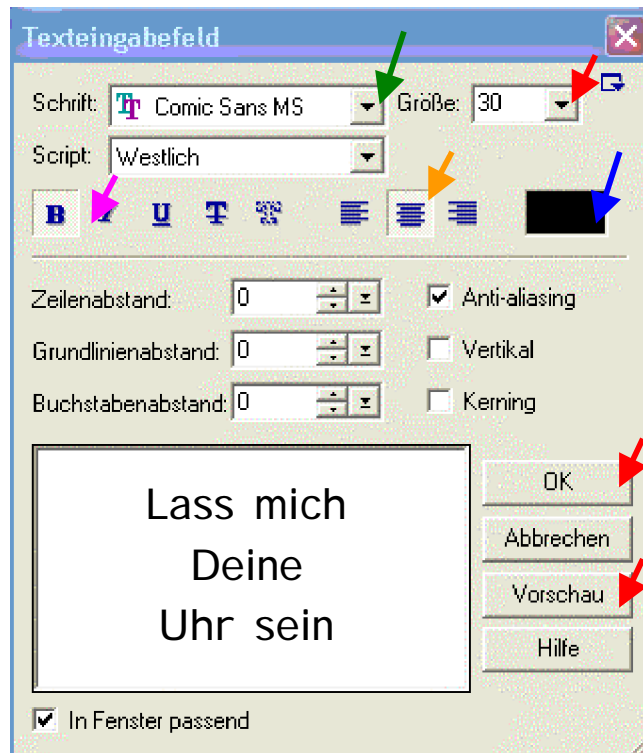 Texteingabefeld
Schrift: Comic Sans MS Größe: 30
Script: Westlich
B I U T
Zeilenabstand: 0 Anti-aliasing
Grundlinienabstand: 0 Vertikal
Buchstabenabstand: 0 Kerning
Lass mich
Deine
Uhr sein
OK
Abbrechen
Vorschau
Hilfe
In Fenster passend